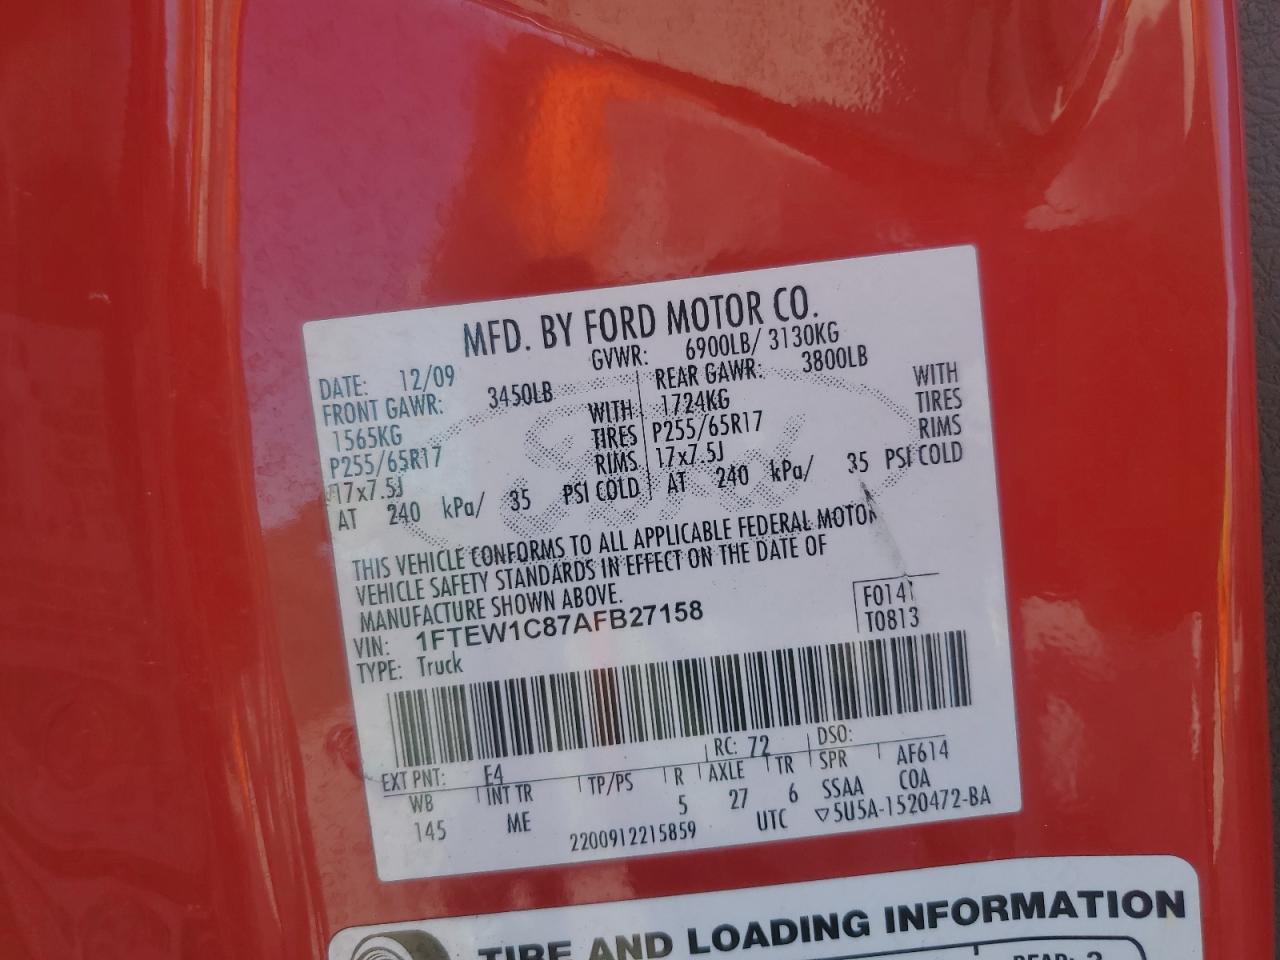 MFD. BY FORD MOTOR CO.
DATE: 12/09 GVWR: 6900LB/ 3130KG
FRONT GAWR: 3450LB REAR GAWR: 3800LB
1565KG WITH 1724KG WITH
P255/65R17 TIRES P255/65R17 TIRES
17x7.5J RIMS 17x7.5J RIMS
AT 240 kPa/ 35 PSI COLD AT 240 kPa/ 35 PSI COLD
THIS VEHICLE CONFORMS TO ALL APPLICABLE FEDERAL MOTOR
VEHICLE SAFETY STANDARDS IN EFFECT ON THE DATE OF
MANUFACTURE SHOWN ABOVE.
VIN: 1FTEW1C87AFB27158
F0141
TYPE: Truck
T0813
EXT PNT: E4 RC: 72 DSO:
WB INT TR TP/PS R AXLE TR SPR AF614
145 ME 5 27 6 SSAA COA
2200912215859 UTC ▽5U5A-1520472-BA
TIRE AND LOADING INFORMATION